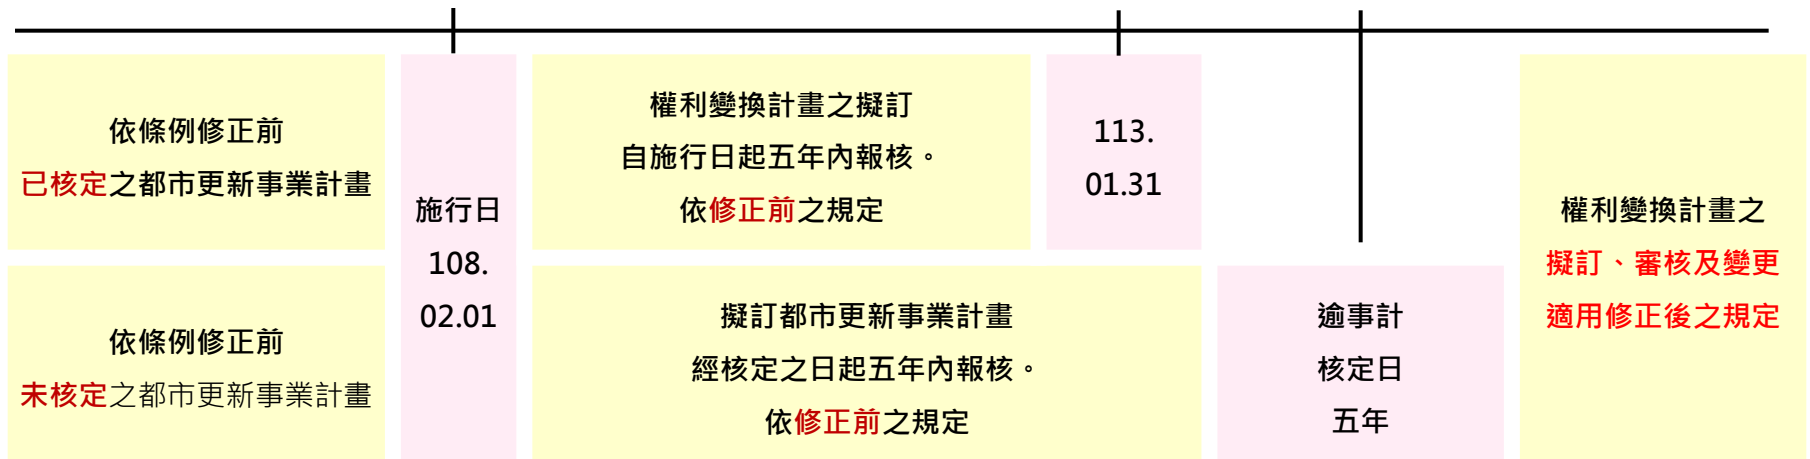 依條例修正前
已核定之都市更新事業計畫
依條例修正前
未核定之都市更新事業計畫
施行日
108.
02.01
權利變換計畫之擬訂
自施行日起五年內報核。
依修正前之規定
113.
01.31
擬訂都市更新事業計畫
經核定之日起五年內報核。
依修正前之規定
逾事計
核定日
五年
權利變換計畫之
擬訂、審核及變更
適用修正後之規定